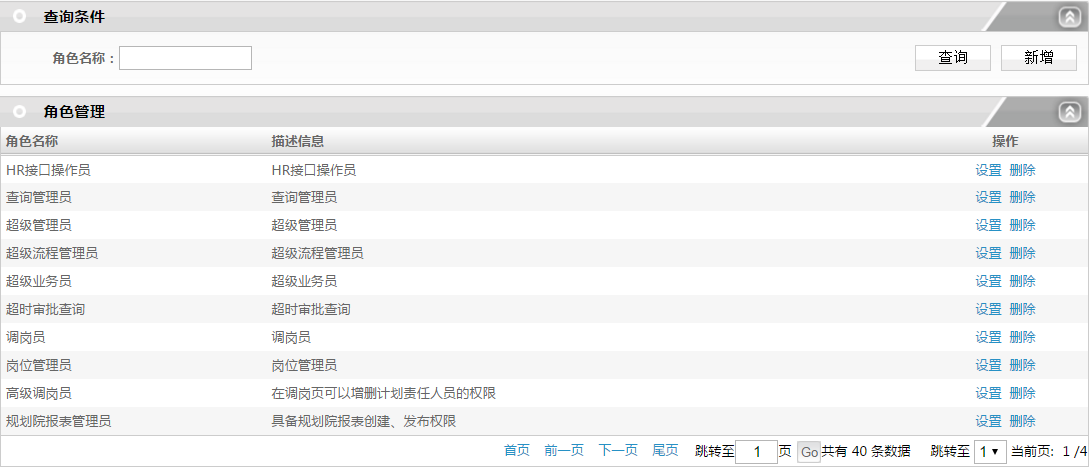 查询条件
角色名称： 查询 新增
角色管理
角色名称 描述信息 操作
HR接口操作员 HR接口操作员 设置 删除
查询管理员 查询管理员 设置 删除
超级管理员 超级管理员 设置 删除
超级流程管理员 超级流程管理员 设置 删除
超级业务员 超级业务员 设置 删除
超时审批查询 超时审批查询 设置 删除
调岗员 调岗员 设置 删除
岗位管理员 岗位管理员 设置 删除
高级调岗员 在调岗页可以增删计划责任人员的权限 设置 删除
规划院报表管理员 具备规划院报表创建、发布权限 设置 删除
首页 前一页 下一页 尾页 跳转至 1 页 Go 共有 40 条数据 跳转至 1 当前页: 1 /4